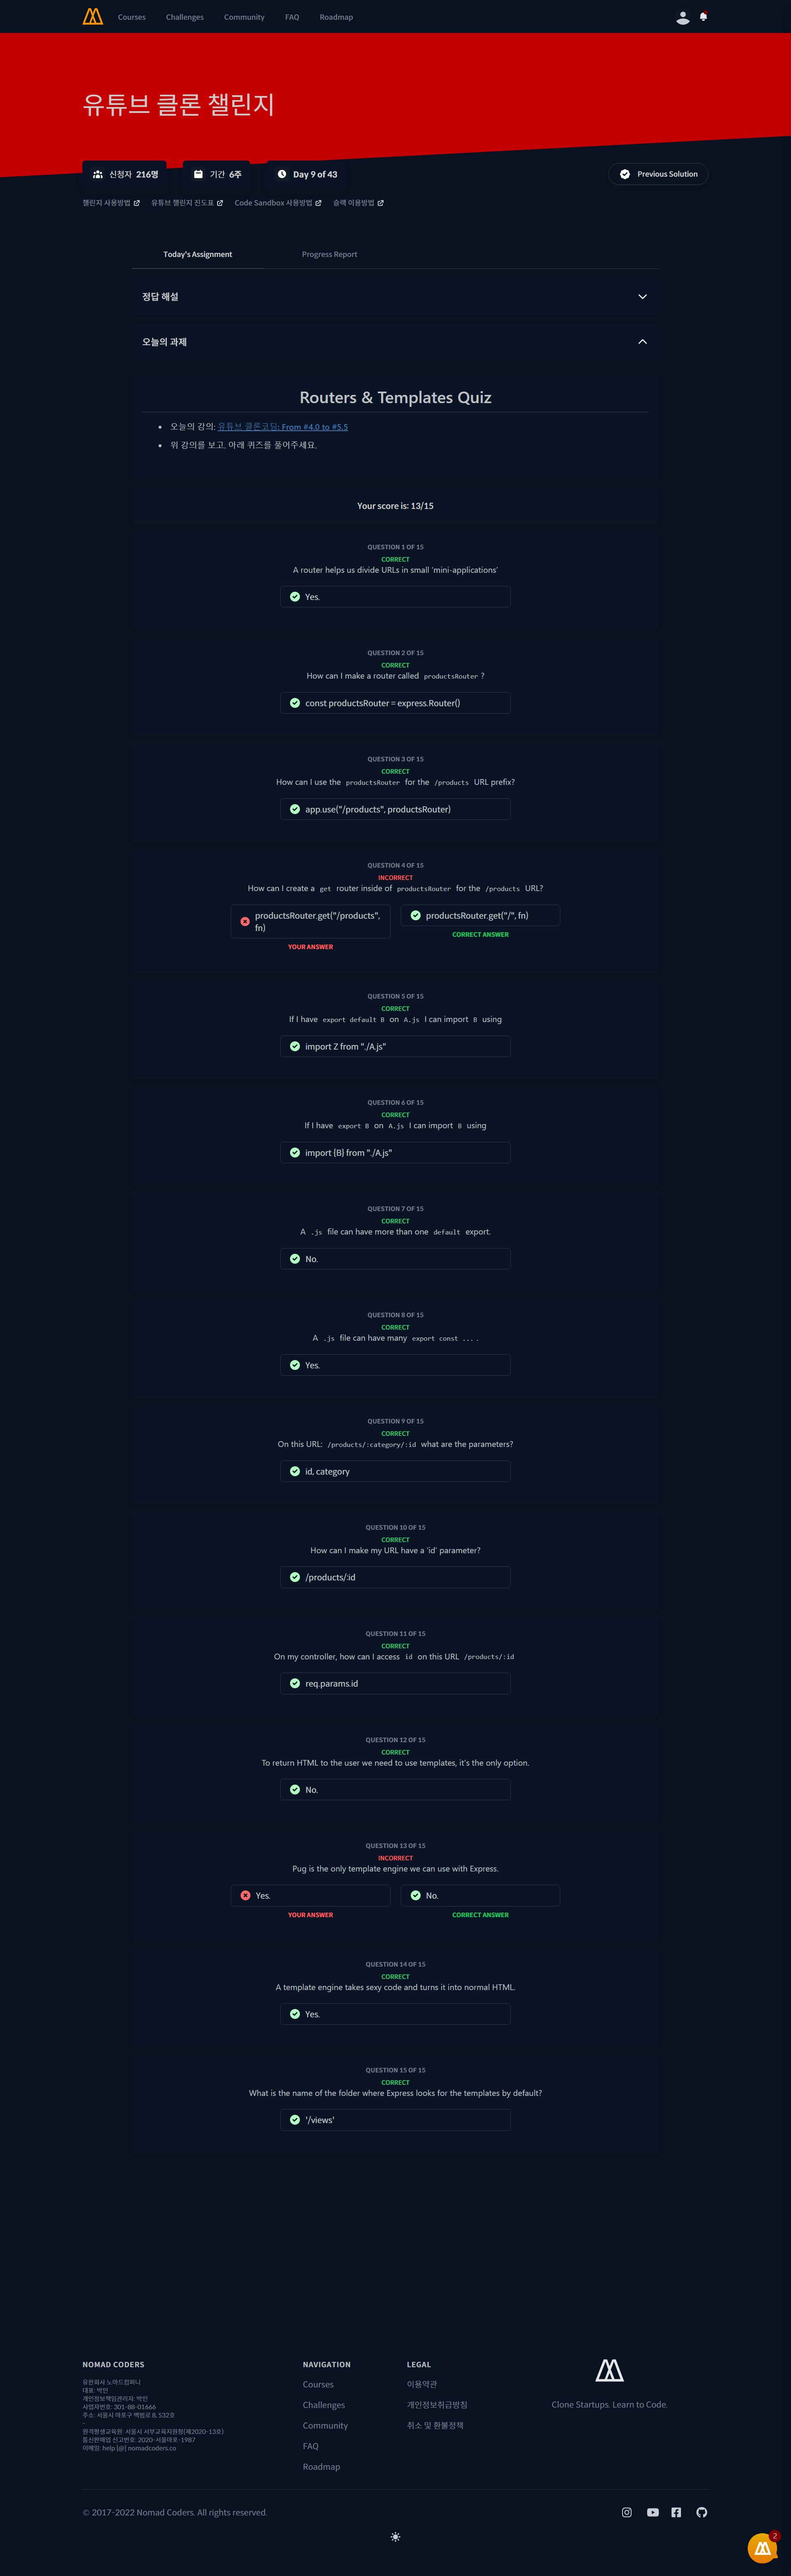 Courses Challenges Community FAQ Roadmap
유튜브 클론 챌린지
신청자 216명 기간 6주 Day 9 of 43 Previous Solution
챌린지 사용방법 유튜브 챌린지 진도표 Code Sandbox 사용방법 슬랙 이용방법
Today's Assignment Progress Report
정답 해설
오늘의 과제
Routers & Templates Quiz
• 오늘의 강의: 유튜브 클론코딩: From #4.0 to #5.5
• 위 강의를 보고, 아래 퀴즈를 풀어주세요.
Your score is: 13/15
QUESTION 1 OF 15
CORRECT
A router helps us divide URLs in small 'mini-applications'
Yes.
QUESTION 2 OF 15
CORRECT
How can I make a router called productsRouter ?
const productsRouter = express.Router()
QUESTION 3 OF 15
CORRECT
How can I use the productsRouter for the /products URL prefix?
app.use("/products", productsRouter)
QUESTION 4 OF 15
INCORRECT
How can I create a get router inside of productsRouter for the /products URL?
productsRouter.get("/products", fn)
productsRouter.get("/", fn)
YOUR ANSWER CORRECT ANSWER
QUESTION 5 OF 15
CORRECT
If I have export default B on A.js I can import B using
import Z from "./A.js"
QUESTION 6 OF 15
CORRECT
If I have export B on A.js I can import B using
import {B} from "./A.js"
QUESTION 7 OF 15
CORRECT
A .js file can have more than one default export.
No.
QUESTION 8 OF 15
CORRECT
A .js file can have many export const ... .
Yes.
QUESTION 9 OF 15
CORRECT
On this URL: /products/:category/:id what are the parameters?
id, category
QUESTION 10 OF 15
CORRECT
How can I make my URL have a 'id' parameter?
/products/:id
QUESTION 11 OF 15
CORRECT
On my controller, how can I access id on this URL /products/:id
req.params.id
QUESTION 12 OF 15
CORRECT
To return HTML to the user we need to use templates, it's the only option.
No.
QUESTION 13 OF 15
INCORRECT
Pug is the only template engine we can use with Express.
Yes. No.
YOUR ANSWER CORRECT ANSWER
QUESTION 14 OF 15
CORRECT
A template engine takes sexy code and turns it into normal HTML.
Yes.
QUESTION 15 OF 15
CORRECT
What is the name of the folder where Express looks for the templates by default?
'/views'
NOMAD CODERS
유한회사 노마드컴퍼니
대표: 박인
개인정보책임관리자: 박인
사업자번호: 301-88-01666
주소: 서울시 마포구 백범로 8, 532호
-
원격평생교육원: 서울시 서부교육지원청(제2020-13호)
통신판매업 신고번호: 2020-서울마포-1987
이메일: help [@] nomadcoders.co
NAVIGATION
Courses
Challenges
Community
FAQ
Roadmap
LEGAL
이용약관
개인정보취급방침
취소 및 환불정책
Clone Startups. Learn to Code.
© 2017-2022 Nomad Coders. All rights reserved.
2